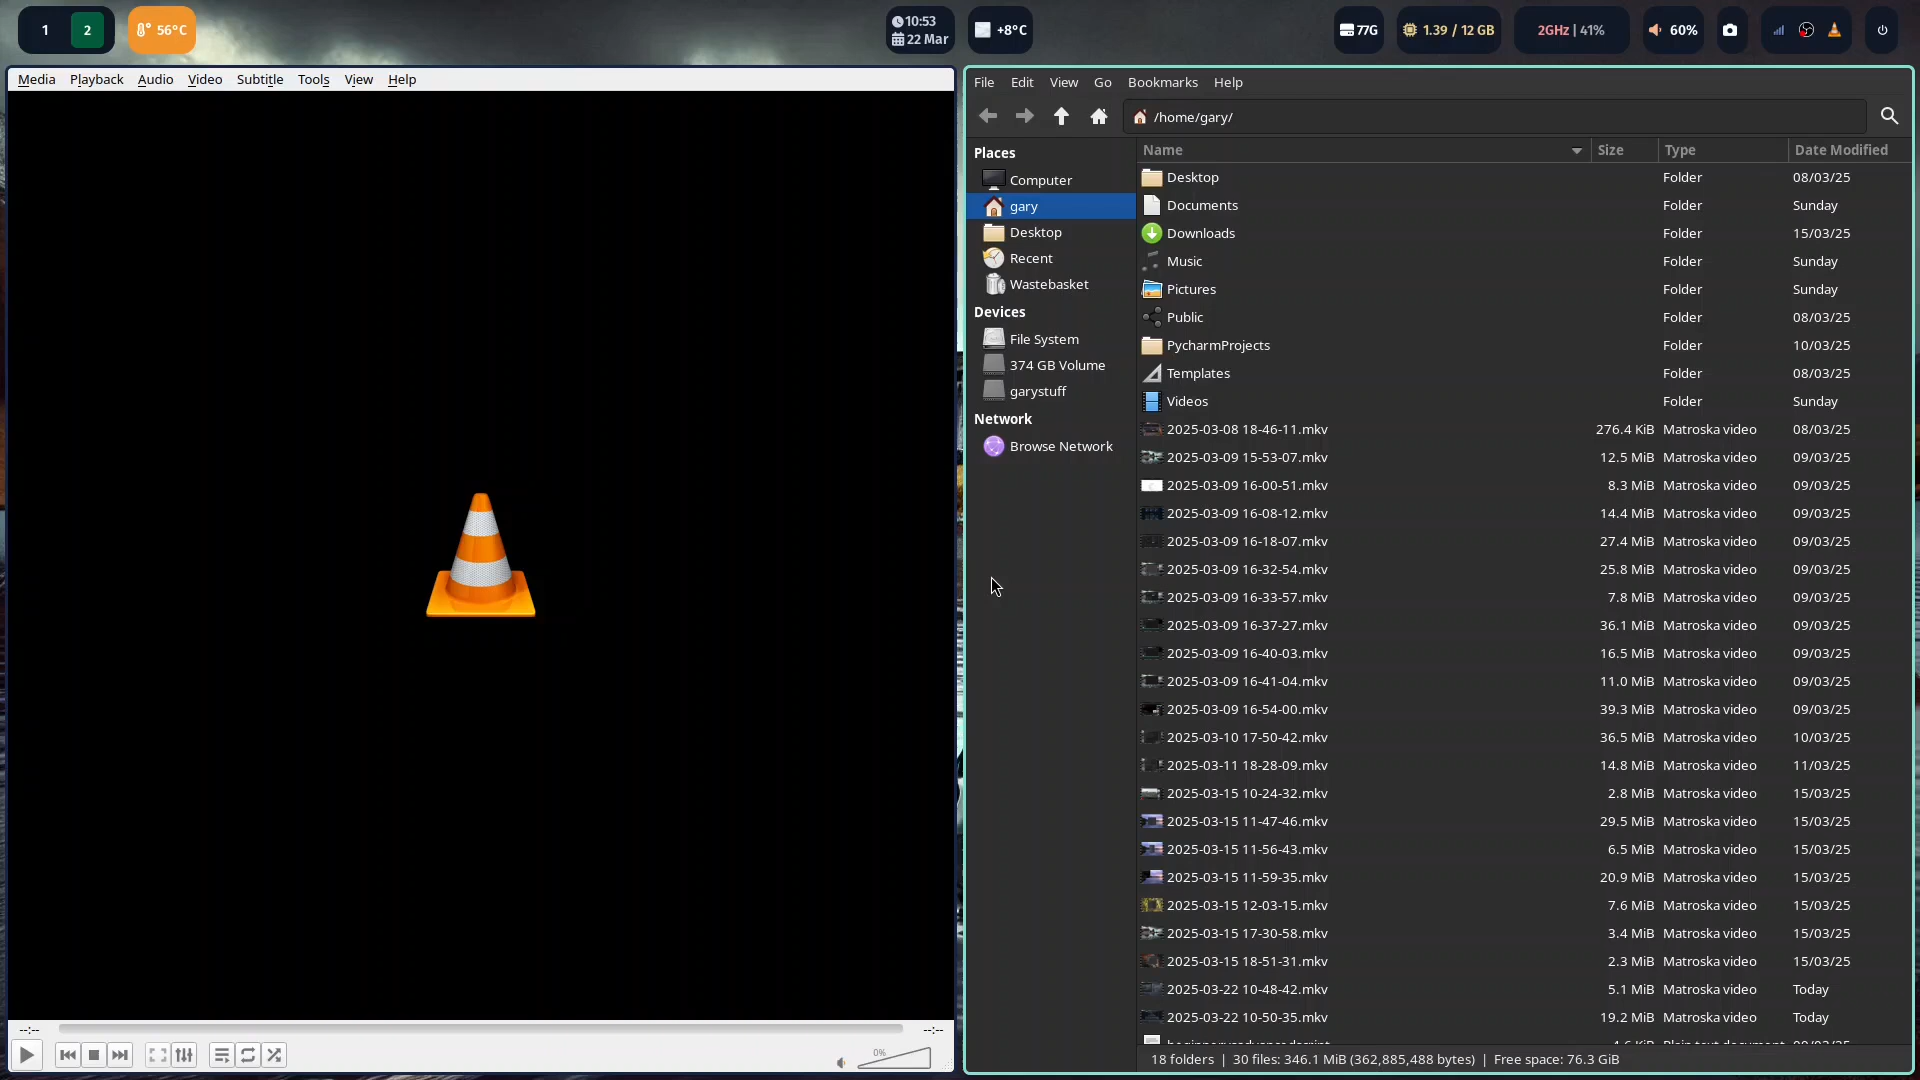 1 2 56°C 10:53 22 Mar +8°C 77G 1.39 / 12 GB 2GHz | 41% 60%
Media Playback Audio Video Subtitle Tools View Help
--:-- --:--
0%
File Edit View Go Bookmarks Help
/home/gary/
Places
Computer
gary
Desktop
Recent
Wastebasket
Devices
File System
374 GB Volume
garystuff
Network
Browse Network
Name Size Type Date Modified
Desktop Folder 08/03/25
Documents Folder Sunday
Downloads Folder 15/03/25
Music Folder Sunday
Pictures Folder Sunday
Public Folder 08/03/25
PycharmProjects Folder 10/03/25
Templates Folder 08/03/25
Videos Folder Sunday
2025-03-08 18-46-11.mkv 276.4 KiB Matroska video 08/03/25
2025-03-09 15-53-07.mkv 12.5 MiB Matroska video 09/03/25
2025-03-09 16-00-51.mkv 8.3 MiB Matroska video 09/03/25
2025-03-09 16-08-12.mkv 14.4 MiB Matroska video 09/03/25
2025-03-09 16-18-07.mkv 27.4 MiB Matroska video 09/03/25
2025-03-09 16-32-54.mkv 25.8 MiB Matroska video 09/03/25
2025-03-09 16-33-57.mkv 7.8 MiB Matroska video 09/03/25
2025-03-09 16-37-27.mkv 36.1 MiB Matroska video 09/03/25
2025-03-09 16-40-03.mkv 16.5 MiB Matroska video 09/03/25
2025-03-09 16-41-04.mkv 11.0 MiB Matroska video 09/03/25
2025-03-09 16-54-00.mkv 39.3 MiB Matroska video 09/03/25
2025-03-10 17-50-42.mkv 36.5 MiB Matroska video 10/03/25
2025-03-11 18-28-09.mkv 14.8 MiB Matroska video 11/03/25
2025-03-15 10-24-32.mkv 2.8 MiB Matroska video 15/03/25
2025-03-15 11-47-46.mkv 29.5 MiB Matroska video 15/03/25
2025-03-15 11-56-43.mkv 6.5 MiB Matroska video 15/03/25
2025-03-15 11-59-35.mkv 20.9 MiB Matroska video 15/03/25
2025-03-15 12-03-15.mkv 7.6 MiB Matroska video 15/03/25
2025-03-15 17-30-58.mkv 3.4 MiB Matroska video 15/03/25
2025-03-15 18-51-31.mkv 2.3 MiB Matroska video 15/03/25
2025-03-22 10-48-42.mkv 5.1 MiB Matroska video Today
2025-03-22 10-50-35.mkv 19.2 MiB Matroska video Today
18 folders | 30 files: 346.1 MiB (362,885,488 bytes) | Free space: 76.3 GiB